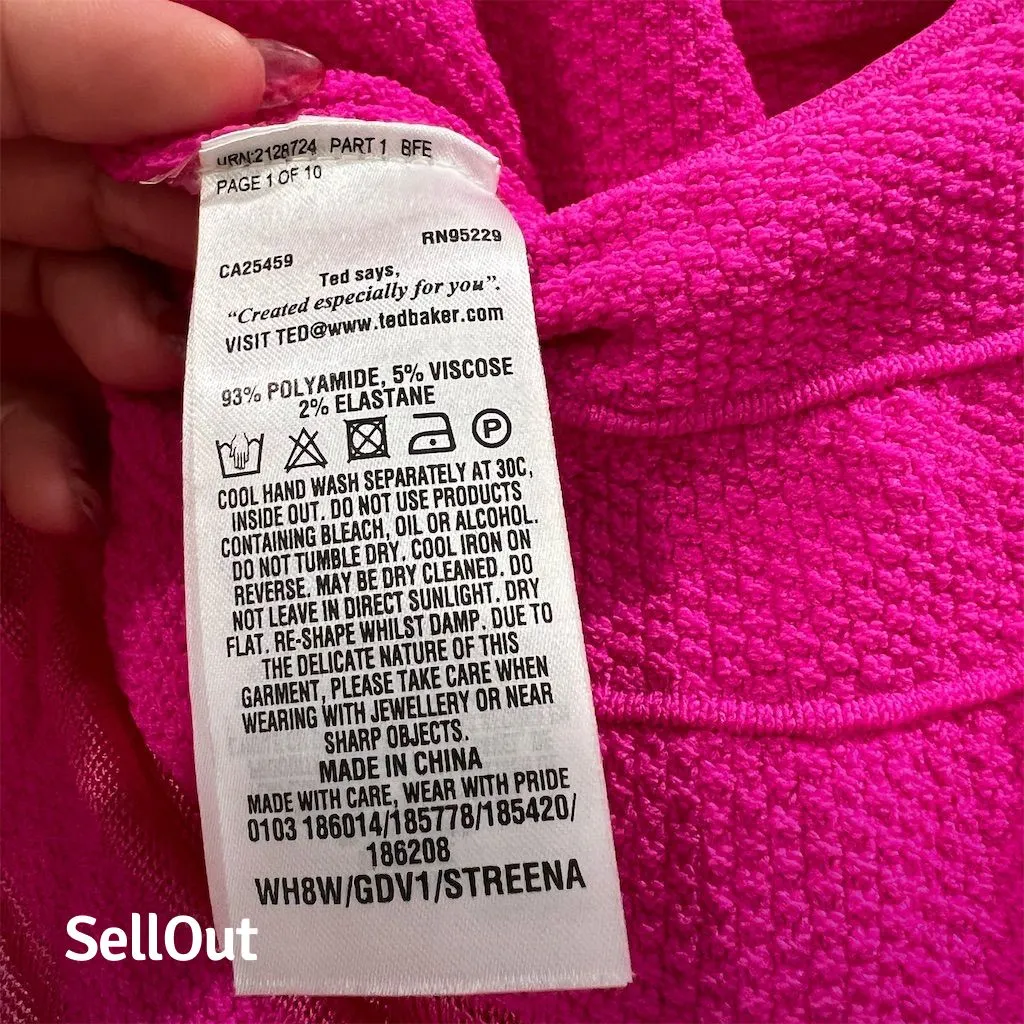 URN:2128724 PART 1 BFE
PAGE 1 OF 10
RN95229
CA25459
Ted says,
“Created especially for you”.
VISIT TED@www.tedbaker.com
93% POLYAMIDE, 5% VISCOSE
2% ELASTANE
P
COOL HAND WASH SEPARATELY AT 30C,
INSIDE OUT. DO NOT USE PRODUCTS
CONTAINING BLEACH, OIL OR ALCOHOL.
DO NOT TUMBLE DRY. COOL IRON ON
REVERSE. MAY BE DRY CLEANED. DO
NOT LEAVE IN DIRECT SUNLIGHT. DRY
FLAT. RE-SHAPE WHILST DAMP. DUE TO
THE DELICATE NATURE OF THIS
GARMENT, PLEASE TAKE CARE WHEN
WEARING WITH JEWELLERY OR NEAR
SHARP OBJECTS.
MADE IN CHINA
MADE WITH CARE, WEAR WITH PRIDE
0103 186014/185778/185420/
186208
WH8W/GDV1/STREENA
SellOut